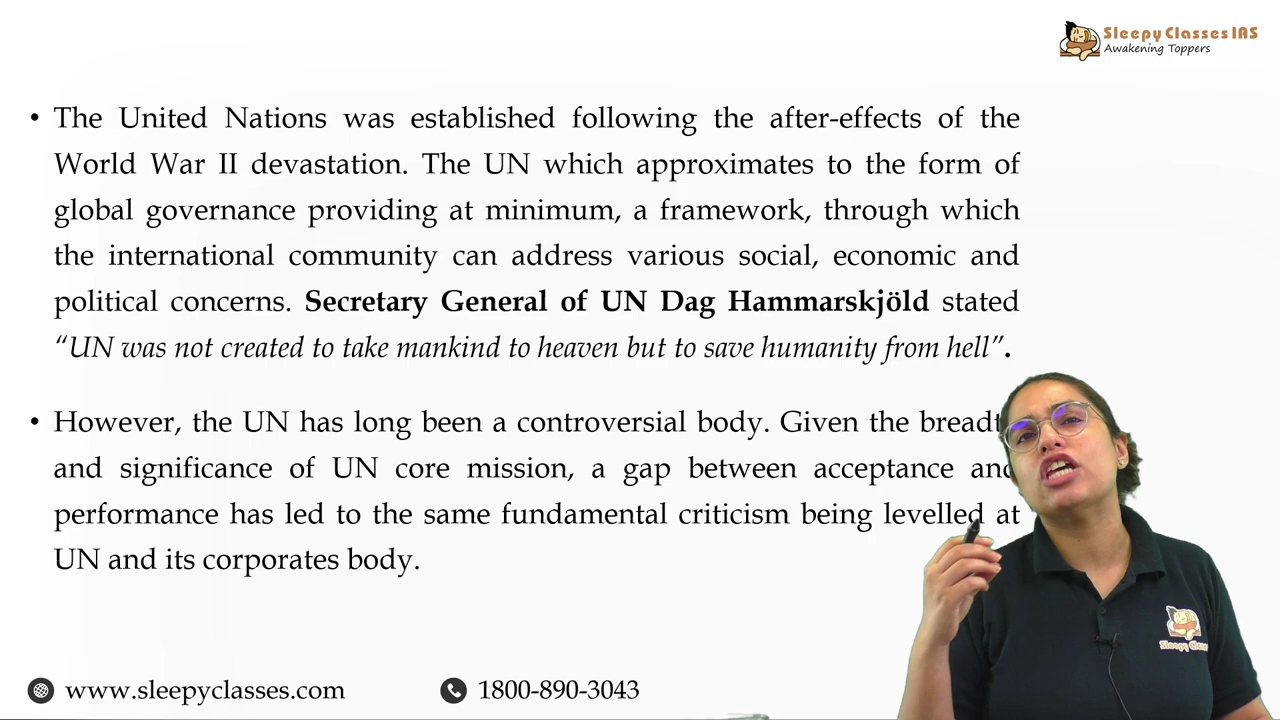 Sleepy Classes IAS
Awakening Toppers
• The United Nations was established following the after-effects of the
World War II devastation. The UN which approximates to the form of
global governance providing at minimum, a framework, through which
the international community can address various social, economic and
political concerns. Secretary General of UN Dag Hammarskjöld stated
“UN was not created to take mankind to heaven but to save humanity from hell”.
• However, the UN has long been a controversial body. Given the breadth
and significance of UN core mission, a gap between acceptance and
performance has led to the same fundamental criticism being levelled at
UN and its corporates body.
www.sleepyclasses.com
1800-890-3043